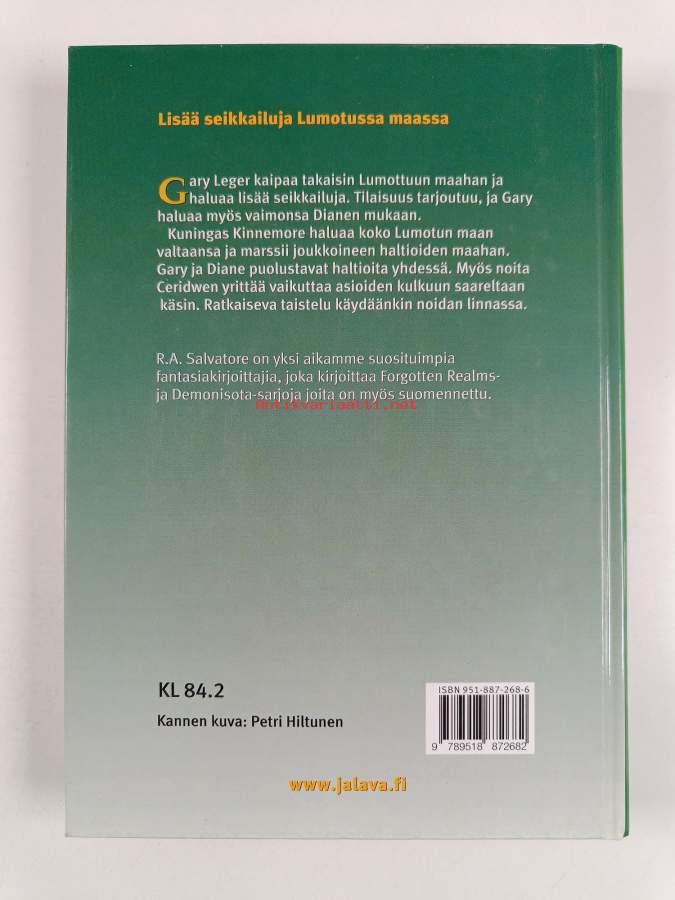 Lisää seikkailuja Lumotussa maassa
Gary Leger kaipaa takaisin Lumottuun maahan ja
haluaa lisää seikkailuja. Tilaisuus tarjoutuu, ja Gary
haluaa myös vaimonsa Dianen mukaan.
Kuningas Kinnemore haluaa koko Lumotun maan
valtaansa ja marssii joukkoineen haltioiden maahan.
Gary ja Diane puolustavat haltioita yhdessä. Myös noita
Ceridwen yrittää vaikuttaa asioiden kulkuun saareltaan
käsin. Ratkaiseva taistelu käydäänkin noidan linnassa.
R.A. Salvatore on yksi aikamme suosituimpia
fantasiakirjoittajia, joka kirjoittaa Forgotten Realms-
ja Demonisota-sarjoja joita on myös suomennettu.
Antikvariaatti.net
KL 84.2
Kannen kuva: Petri Hiltunen
ISBN 951-887-268-6
9 789518 872682
www.jalava.fi